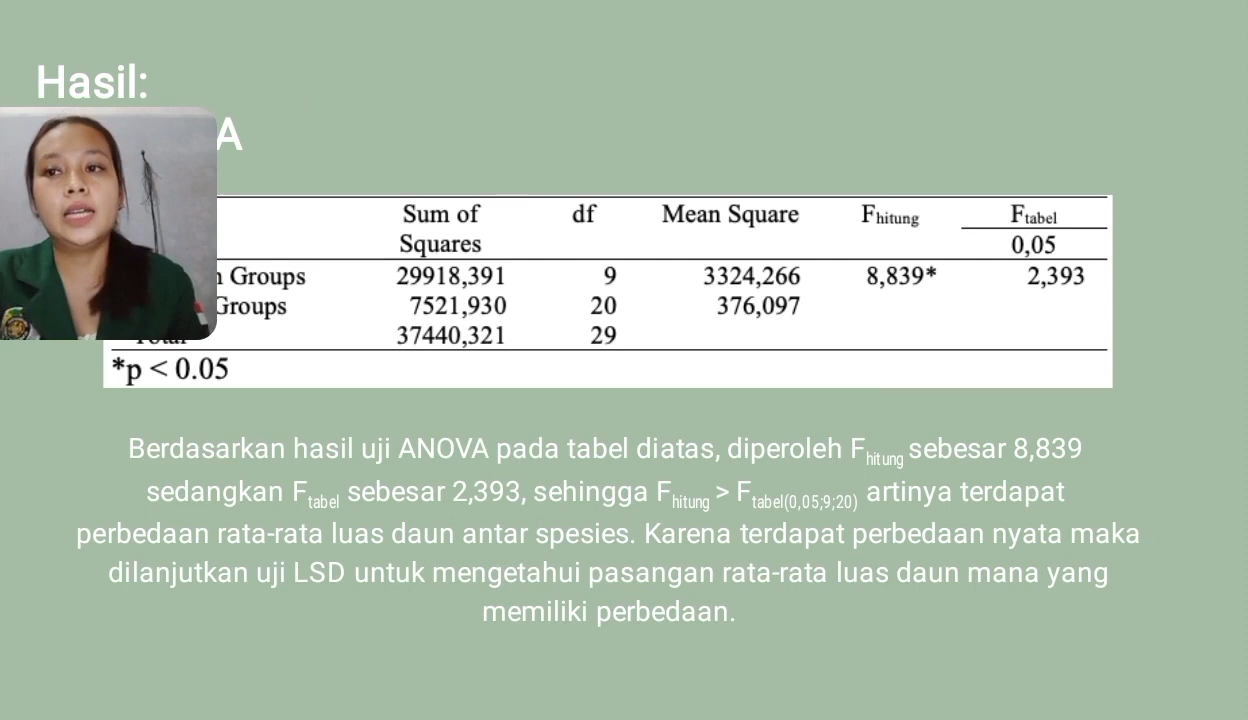 Hasil:
A
Sum of df Mean Square Fhitung Ftabel
Squares 0,05
Groups 29918,391 9 3324,266 8,839* 2,393
Groups 7521,930 20 376,097
37440,321 29
*p < 0.05
Berdasarkan hasil uji ANOVA pada tabel diatas, diperoleh Fhitung sebesar 8,839
sedangkan Ftabel sebesar 2,393, sehingga Fhitung > Ftabel(0,05;9;20) artinya terdapat
perbedaan rata-rata luas daun antar spesies. Karena terdapat perbedaan nyata maka
dilanjutkan uji LSD untuk mengetahui pasangan rata-rata luas daun mana yang
memiliki perbedaan.